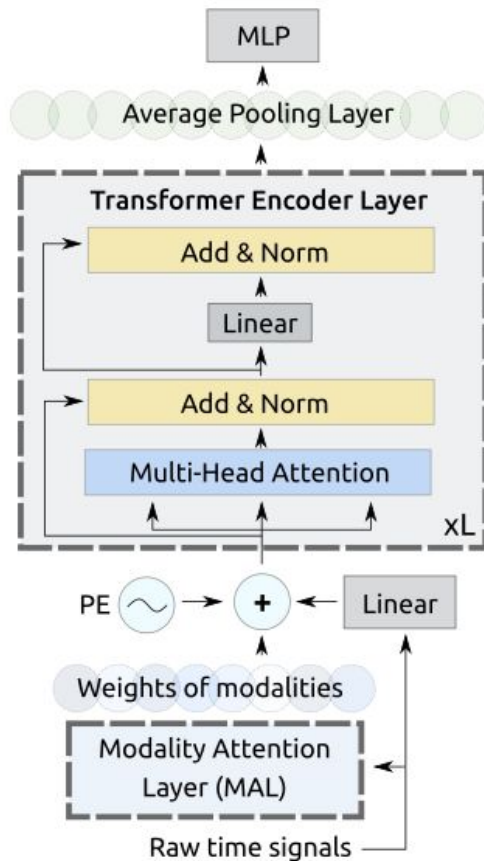 MLP
Average Pooling Layer
Transformer Encoder Layer
Add & Norm
Linear
Add & Norm
Multi-Head Attention
xL
PE
+
Linear
Weights of modalities
Modality Attention
Layer (MAL)
Raw time signals